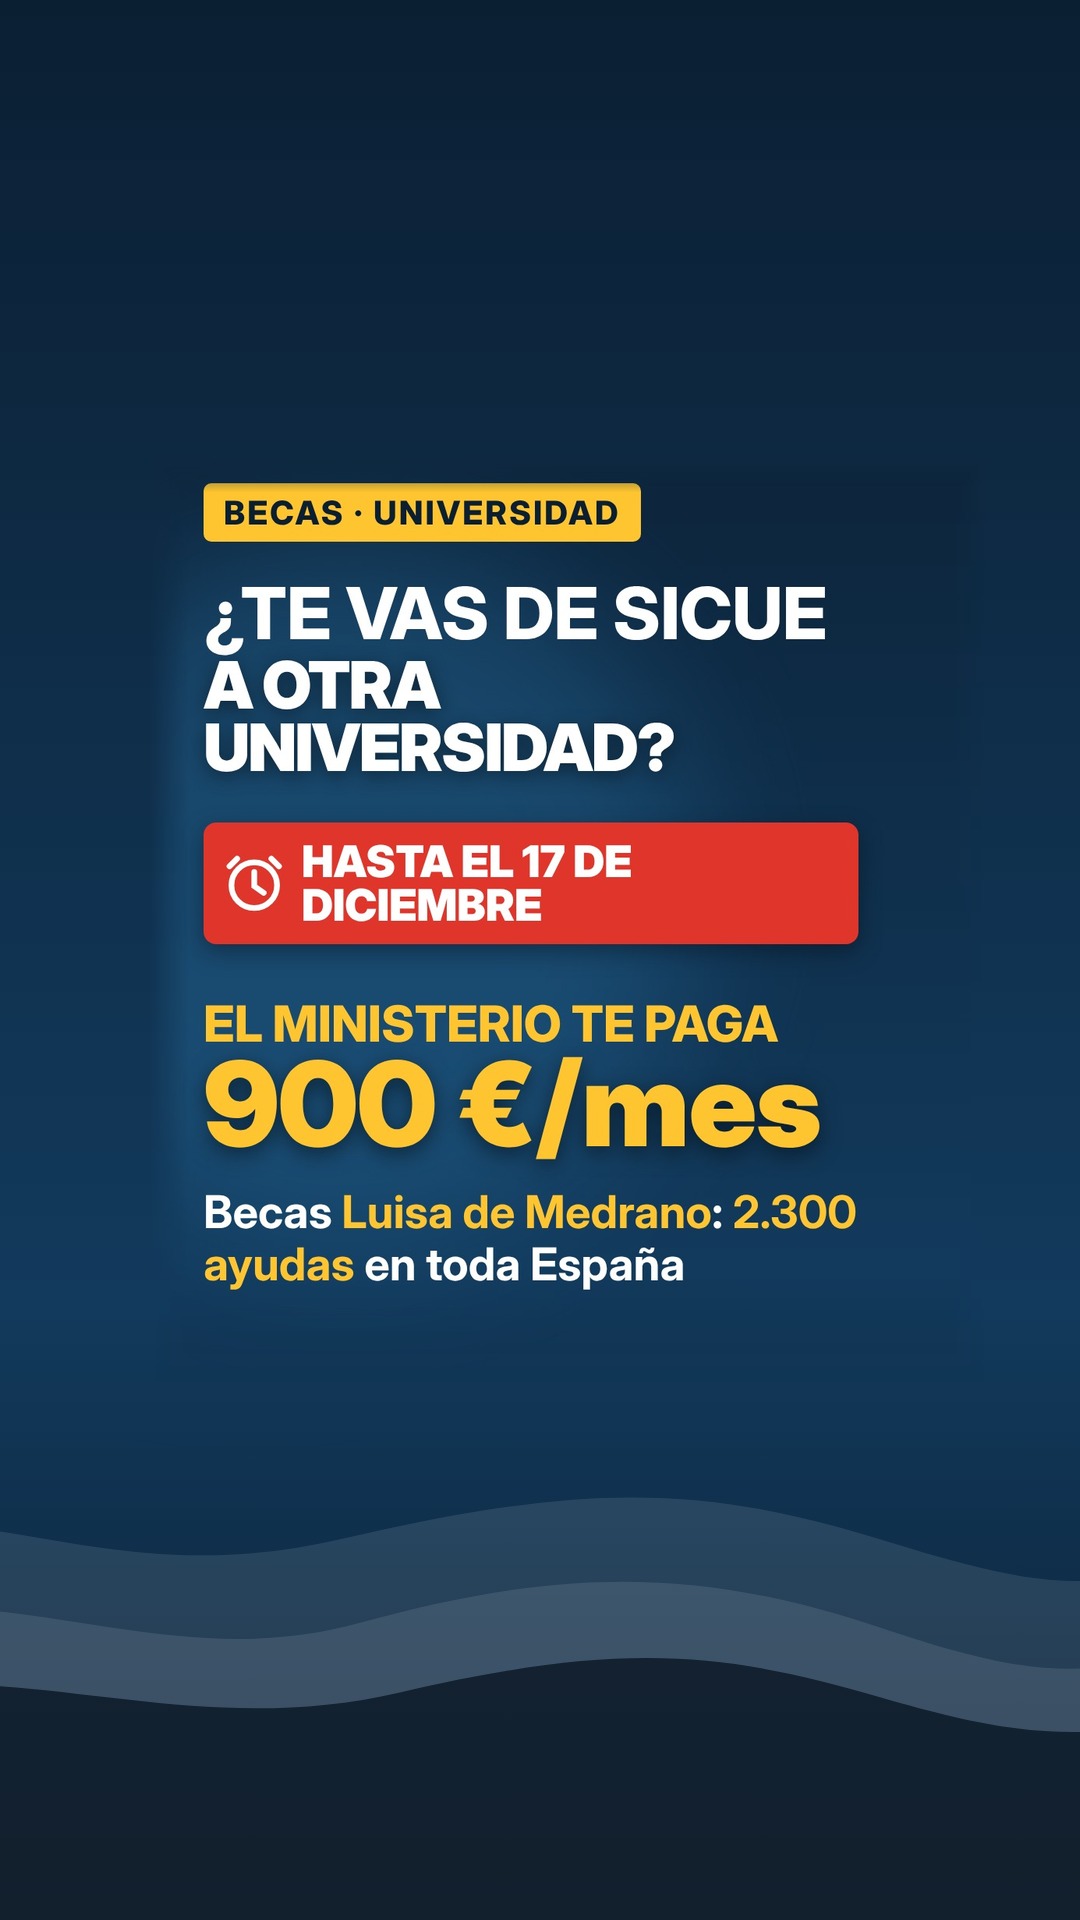 BECAS · UNIVERSIDAD
¿TE VAS DE SICUE
A OTRA
UNIVERSIDAD?
HASTA EL 17 DE
DICIEMBRE
EL MINISTERIO TE PAGA
900 €/mes
Becas Luisa de Medrano: 2.300
ayudas en toda España